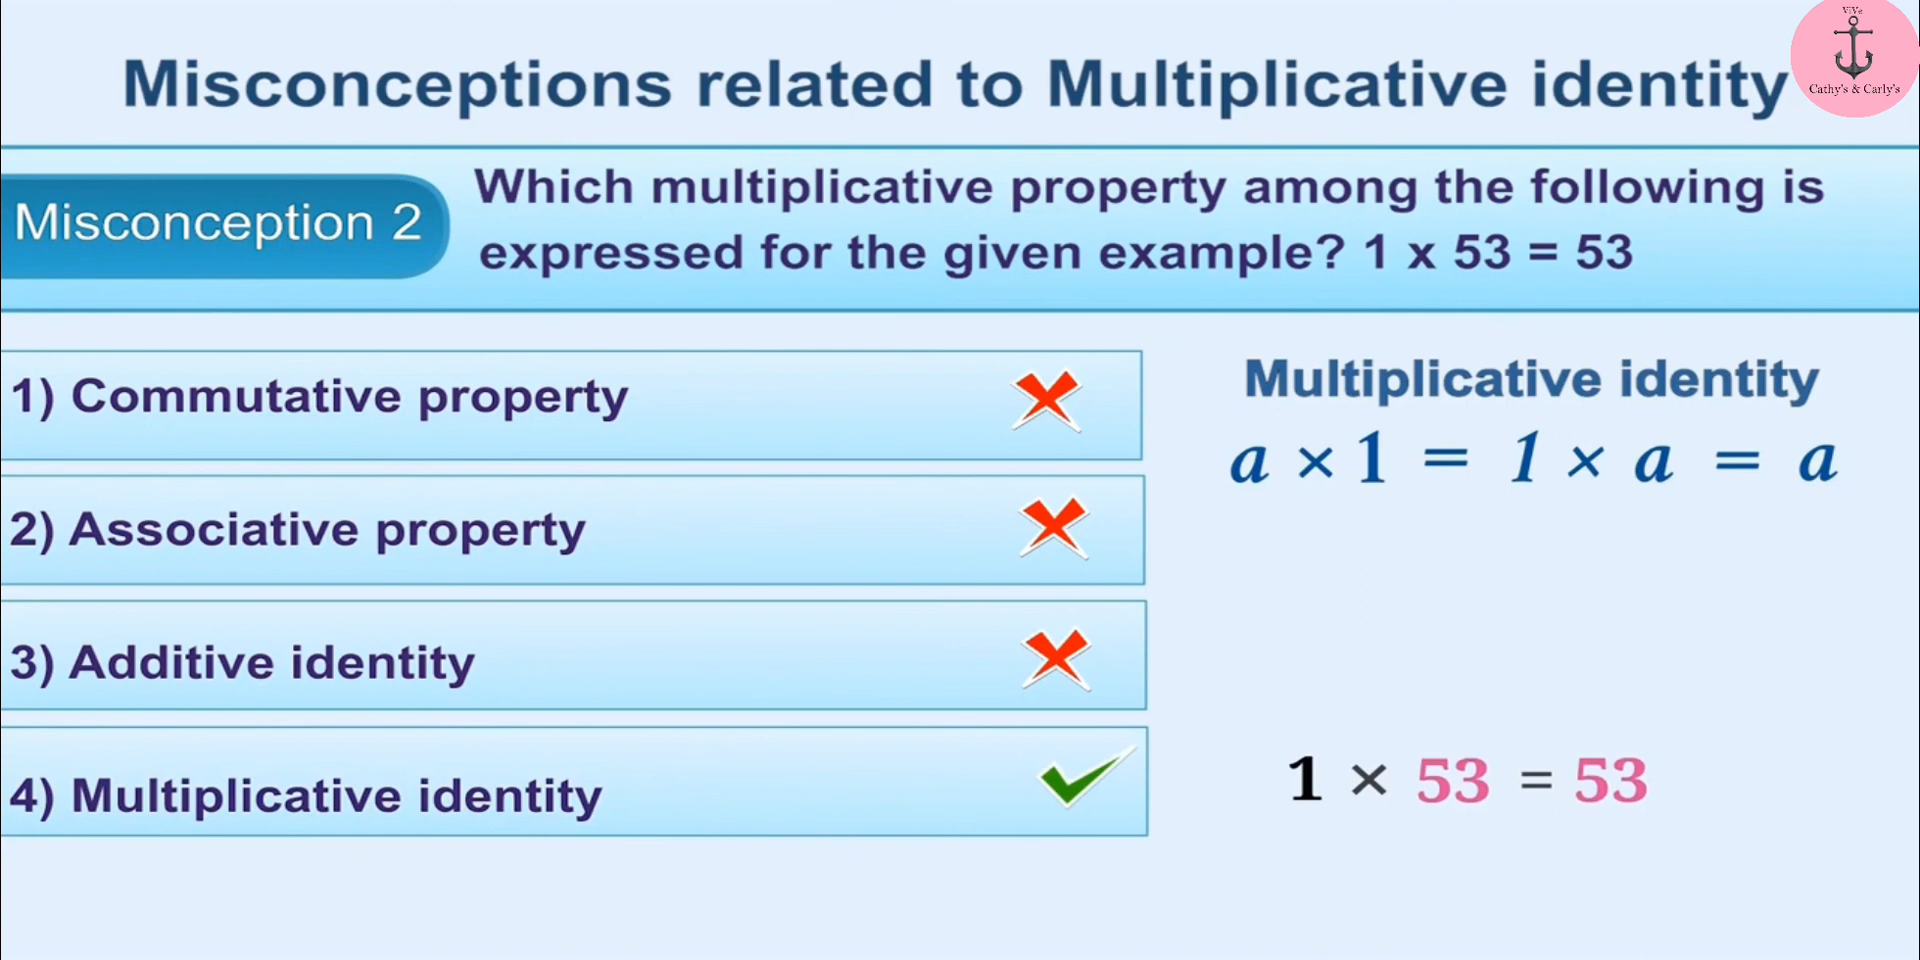 ViVe
Cathy's & Carly's
Misconceptions related to Multiplicative identity
Misconception 2
Which multiplicative property among the following is
expressed for the given example? 1 x 53 = 53
1) Commutative property
2) Associative property
3) Additive identity
4) Multiplicative identity
Multiplicative identity
a × 1 = 1 × a = a
1 × 53 = 53